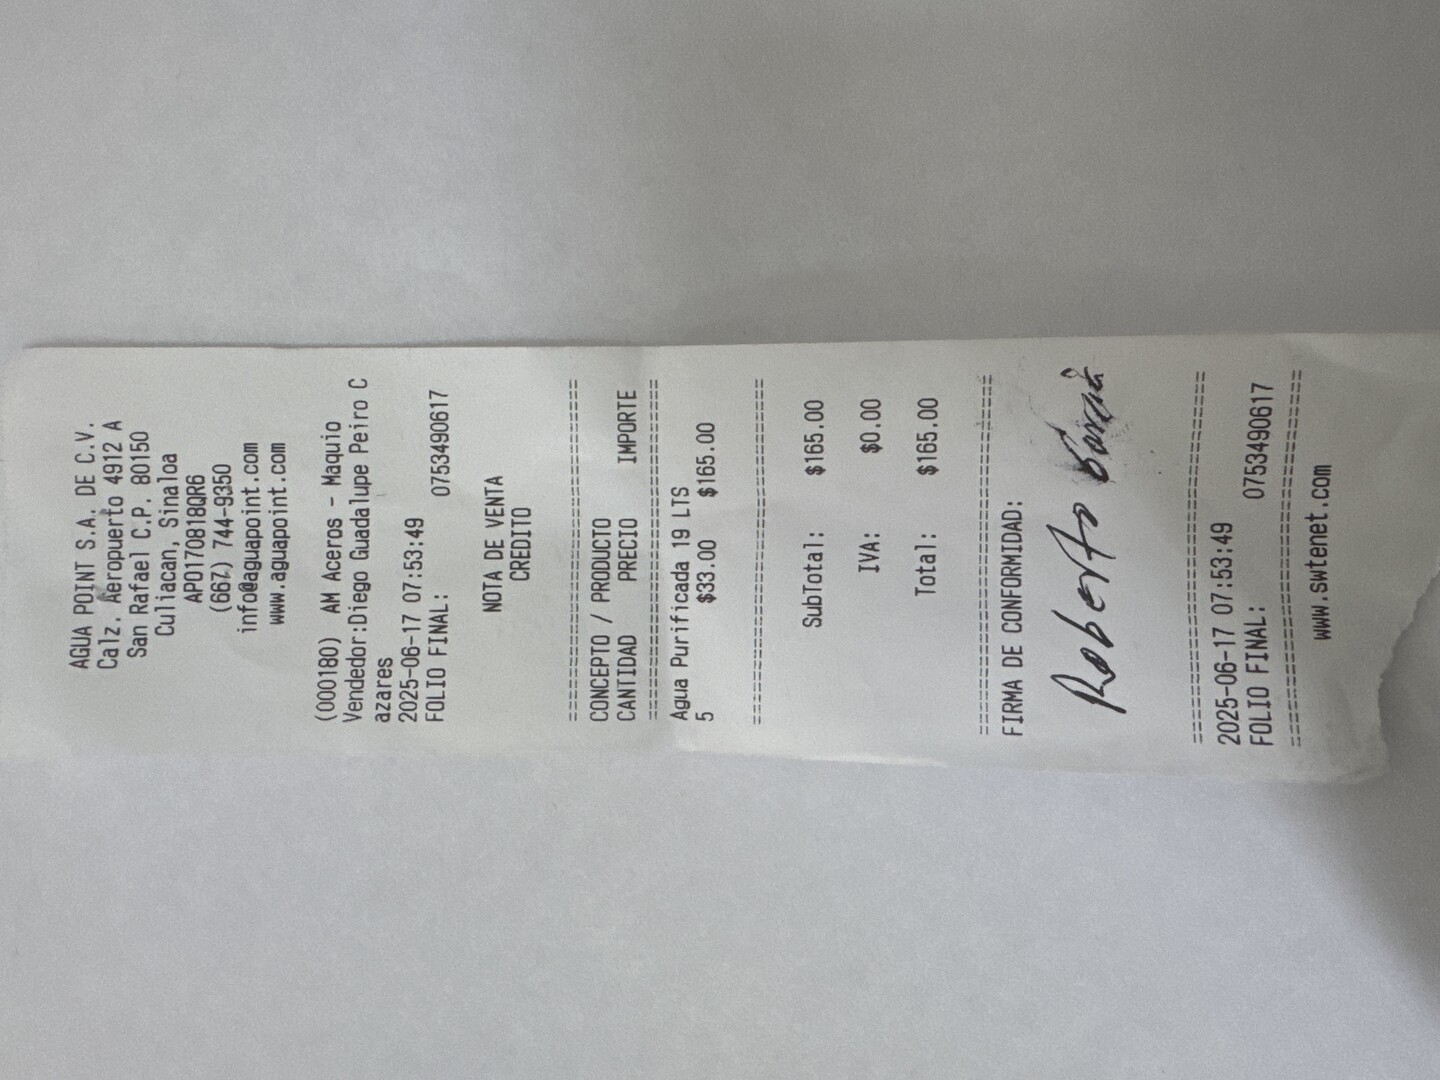 AGUA POINT S.A. DE C.V.
Calz. Aeropuerto 4912 A
San Rafael C.P. 80150
Culiacan, Sinaloa
APO170818QR6
(667) 744-9350
info@aguapoint.com
www.aguapoint.com
(000180) AM Aceros - Maquio
Vendedor:Diego Guadalupe Peiro C
azares
2025-06-17 07:53:49
FOLIO FINAL: 0753490617
NOTA DE VENTA
CREDITO
================================
CONCEPTO / PRODUCTO
CANTIDAD PRECIO IMPORTE
================================
Agua Purificada 19 LTS
5 $33.00 $165.00
================================
SubTotal: $165.00
IVA: $0.00
Total: $165.00
================================
FIRMA DE CONFORMIDAD:
Roberto García
================================
2025-06-17 07:53:49
FOLIO FINAL: 0753490617
================================
www.swtenet.com